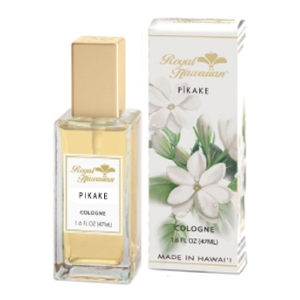 Royal
Hawaiian
PIKAKE
COLOGNE
1.6 FL OZ (47ML)
Royal
Hawaiian
PIKAKE
COLOGNE
1.6 FL OZ (47ML)
MADE IN HAWAI'I